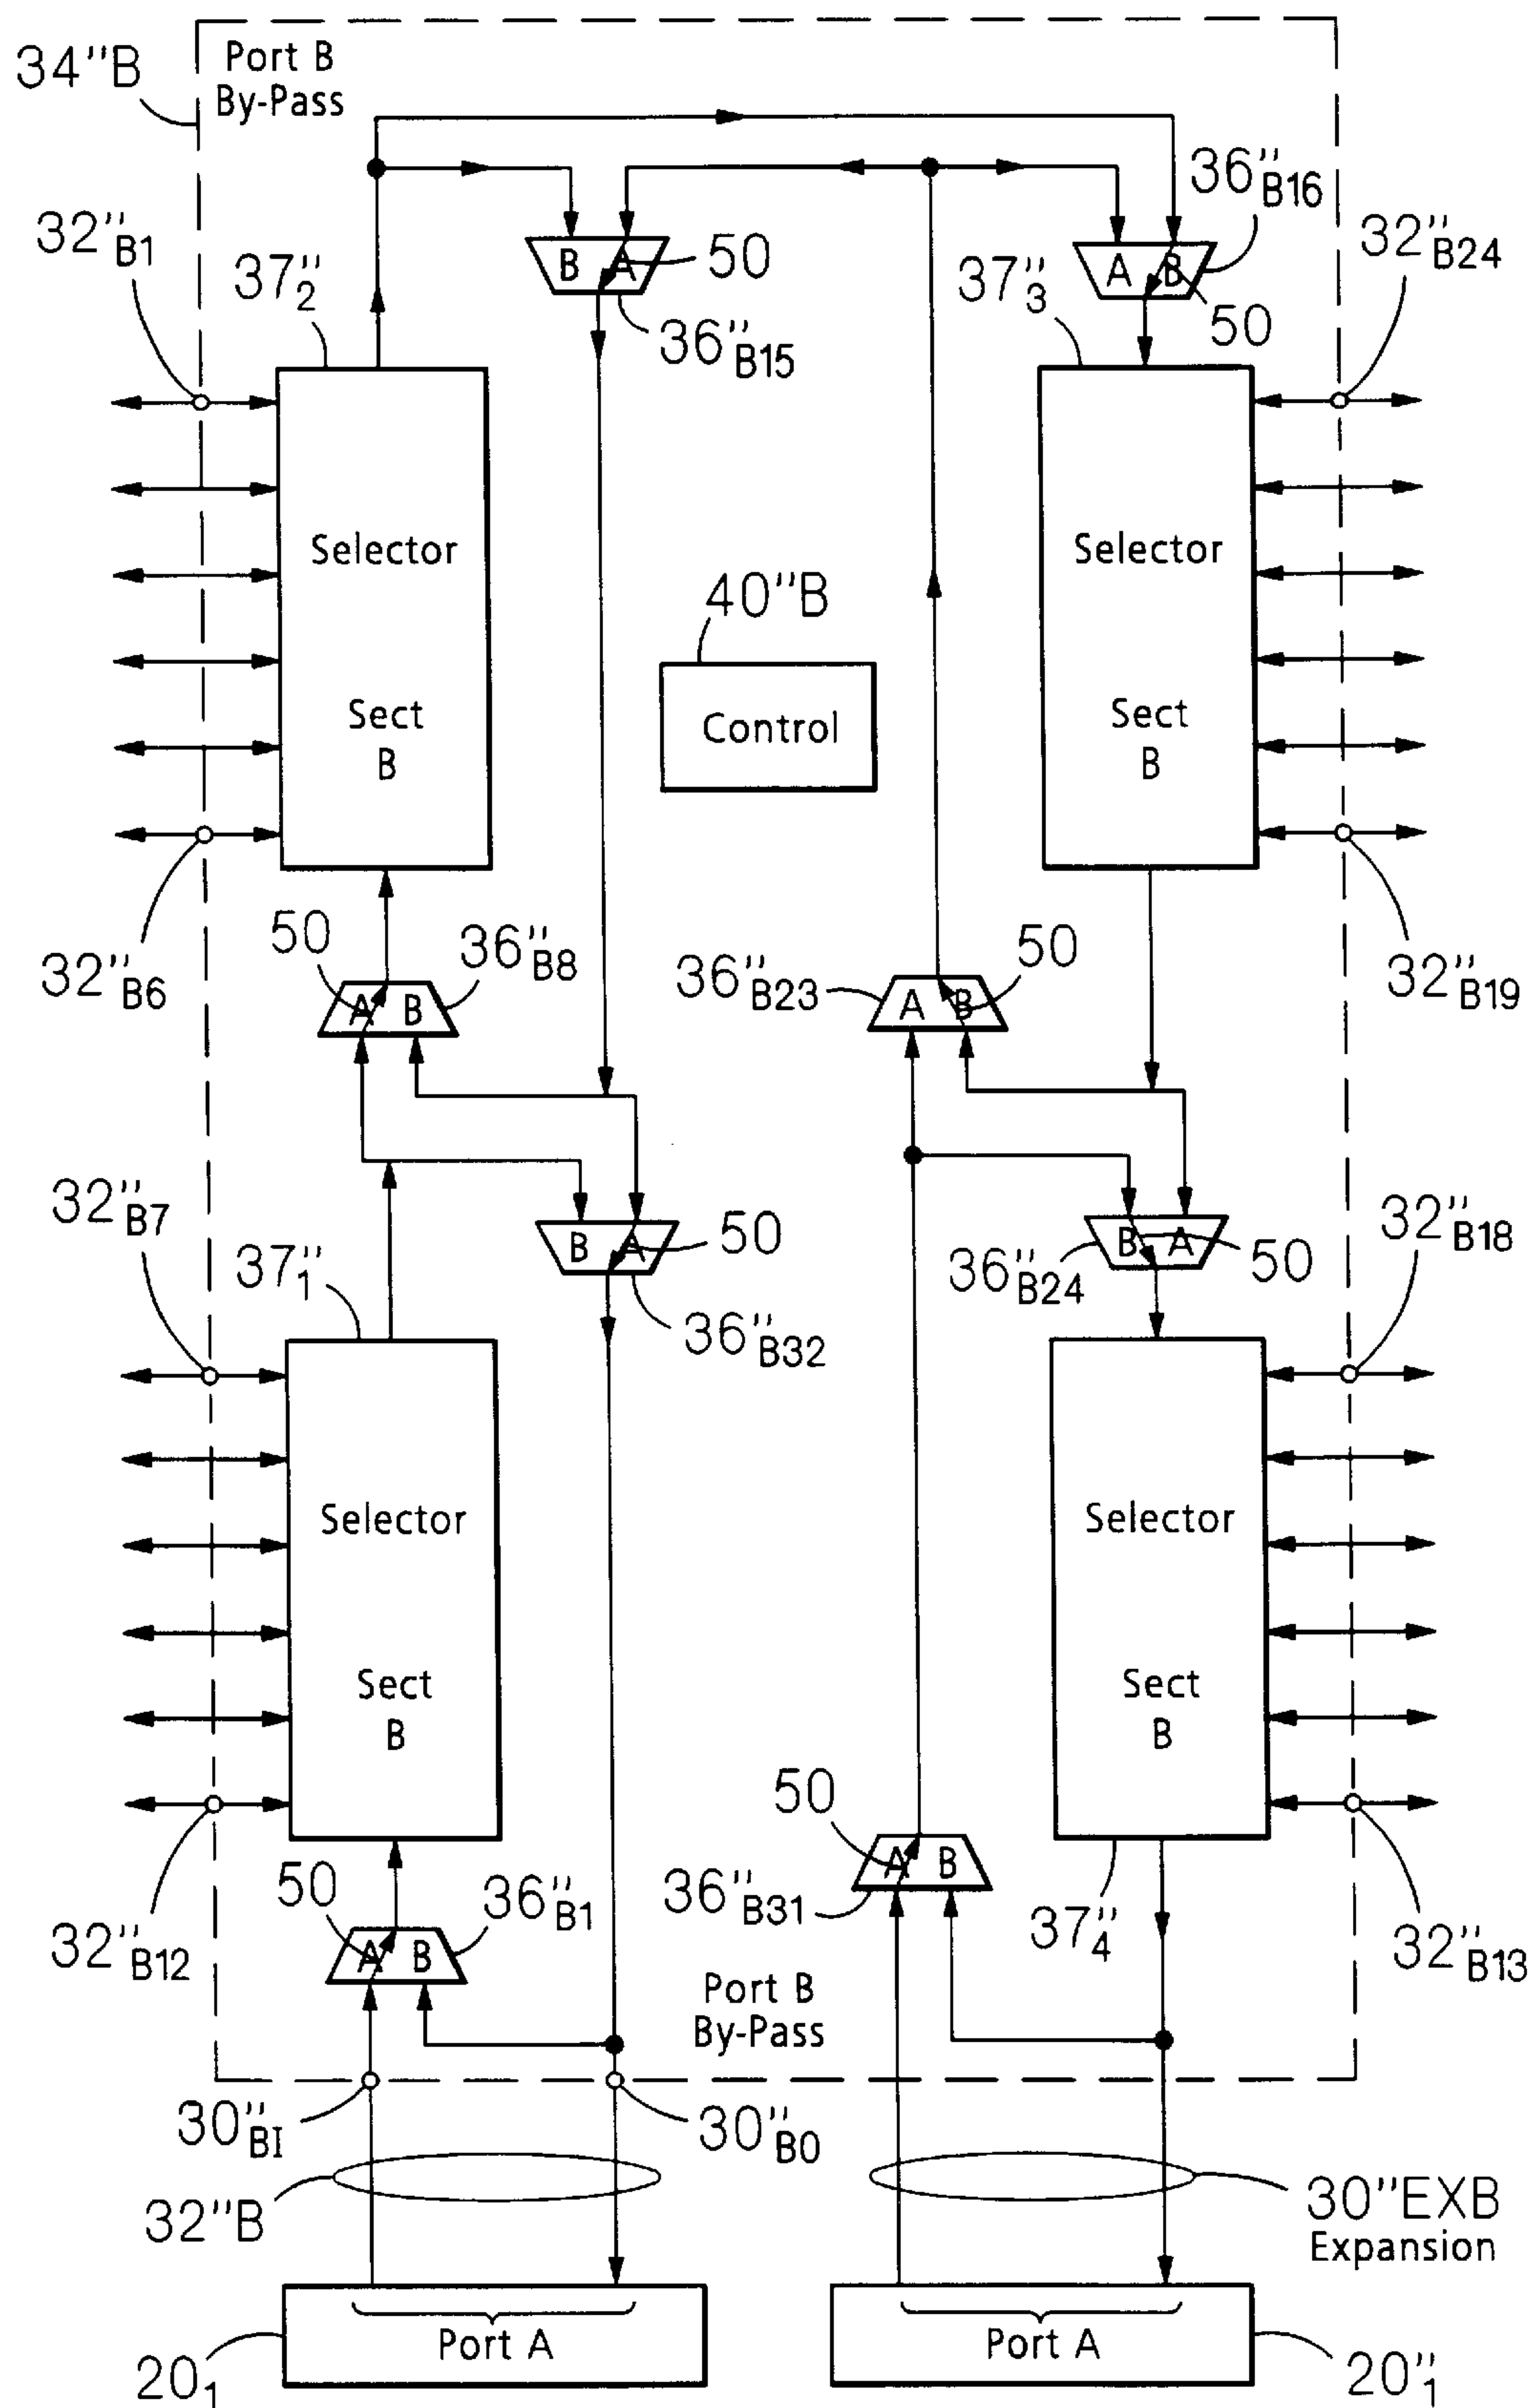 34"B
Port B
By-Pass
36"B16
32"B1
B
A
50
A
B
32"B24
37"2
37"3
50
36"B15
Selector
Selector
40"B
Sect
B
Control
Sect
B
32"B6
50
36"B8
36"B23
50
32"B19
A
B
A
B
32"B7
B
A
50
32"B18
B
A
50
37"1
36"B24
36"B32
Selector
Selector
Sect
B
Sect
B
50
50
36"B1
A
B
36"B31
37"4
32"B12
A
B
32"B13
Port B
By-Pass
30"BI
30"BO
32"B
30"EXB
Expansion
Port A
Port A
201
20"1